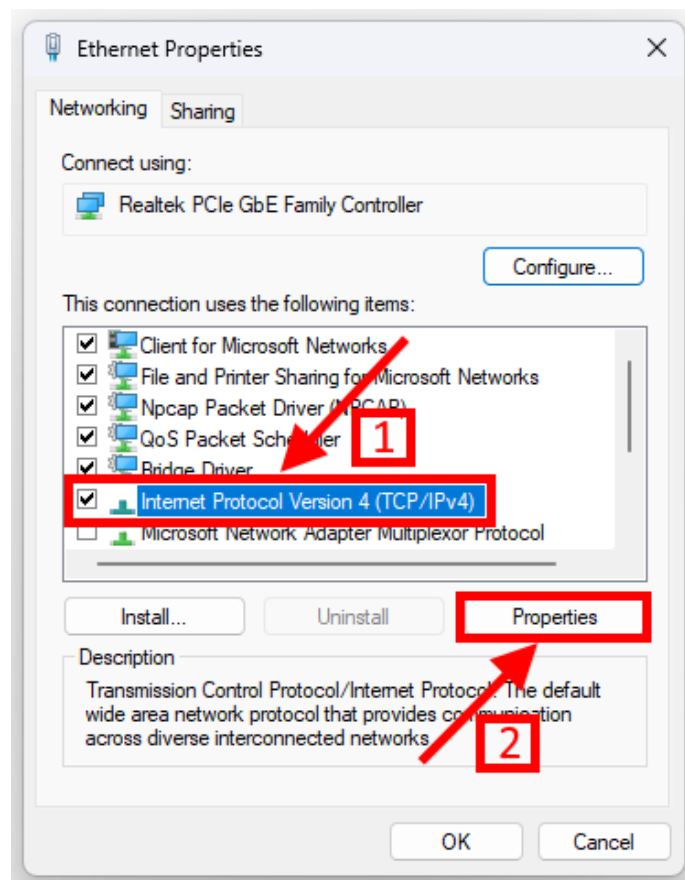 Ethernet Properties
Networking
Sharing
Connect using:
Realtek PCIe GbE Family Controller
Configure...
This connection uses the following items:
Client for Microsoft Networks
File and Printer Sharing for Microsoft Networks
Npcap Packet Driver (NPCAP)
QoS Packet Scheduler
1
Bridge Driver
Internet Protocol Version 4 (TCP/IPv4)
Microsoft Network Adapter Multiplexor Protocol
Install...
Uninstall
Properties
Description
Transmission Control Protocol/Internet Protocol. The default
wide area network protocol that provides communication
across diverse interconnected networks.
2
OK
Cancel